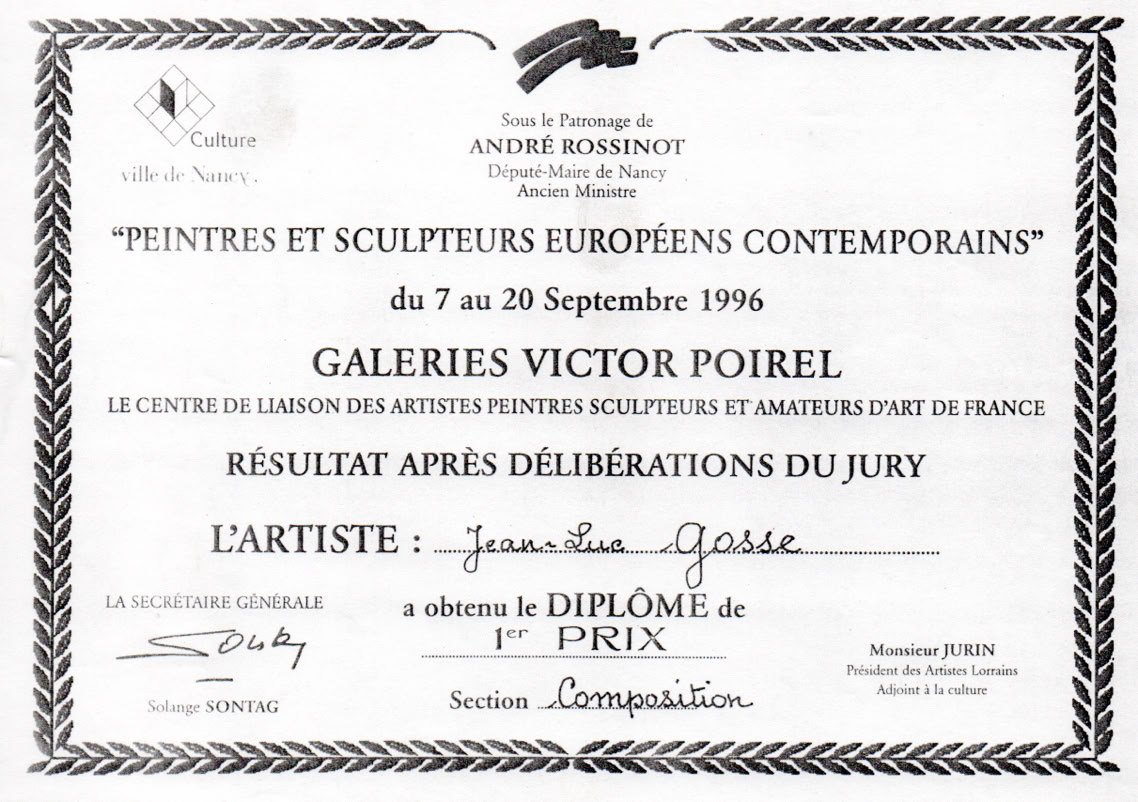 Culture
ville de Nancy.
Sous le Patronage de
ANDRÉ ROSSINOT
Député-Maire de Nancy
Ancien Ministre
“PEINTRES ET SCULPTEURS EUROPÉENS CONTEMPORAINS”
du 7 au 20 Septembre 1996
GALERIES VICTOR POIREL
LE CENTRE DE LIAISON DES ARTISTES PEINTRES SCULPTEURS ET AMATEURS D'ART DE FRANCE
RÉSULTAT APRÈS DÉLIBÉRATIONS DU JURY
L'ARTISTE : Jean-Luc Gosse
a obtenu le DIPLÔME de
1er PRIX
Section Composition
LA SECRÉTAIRE GÉNÉRALE
Solange SONTAG
Monsieur JURIN
Président des Artistes Lorrains
Adjoint à la culture